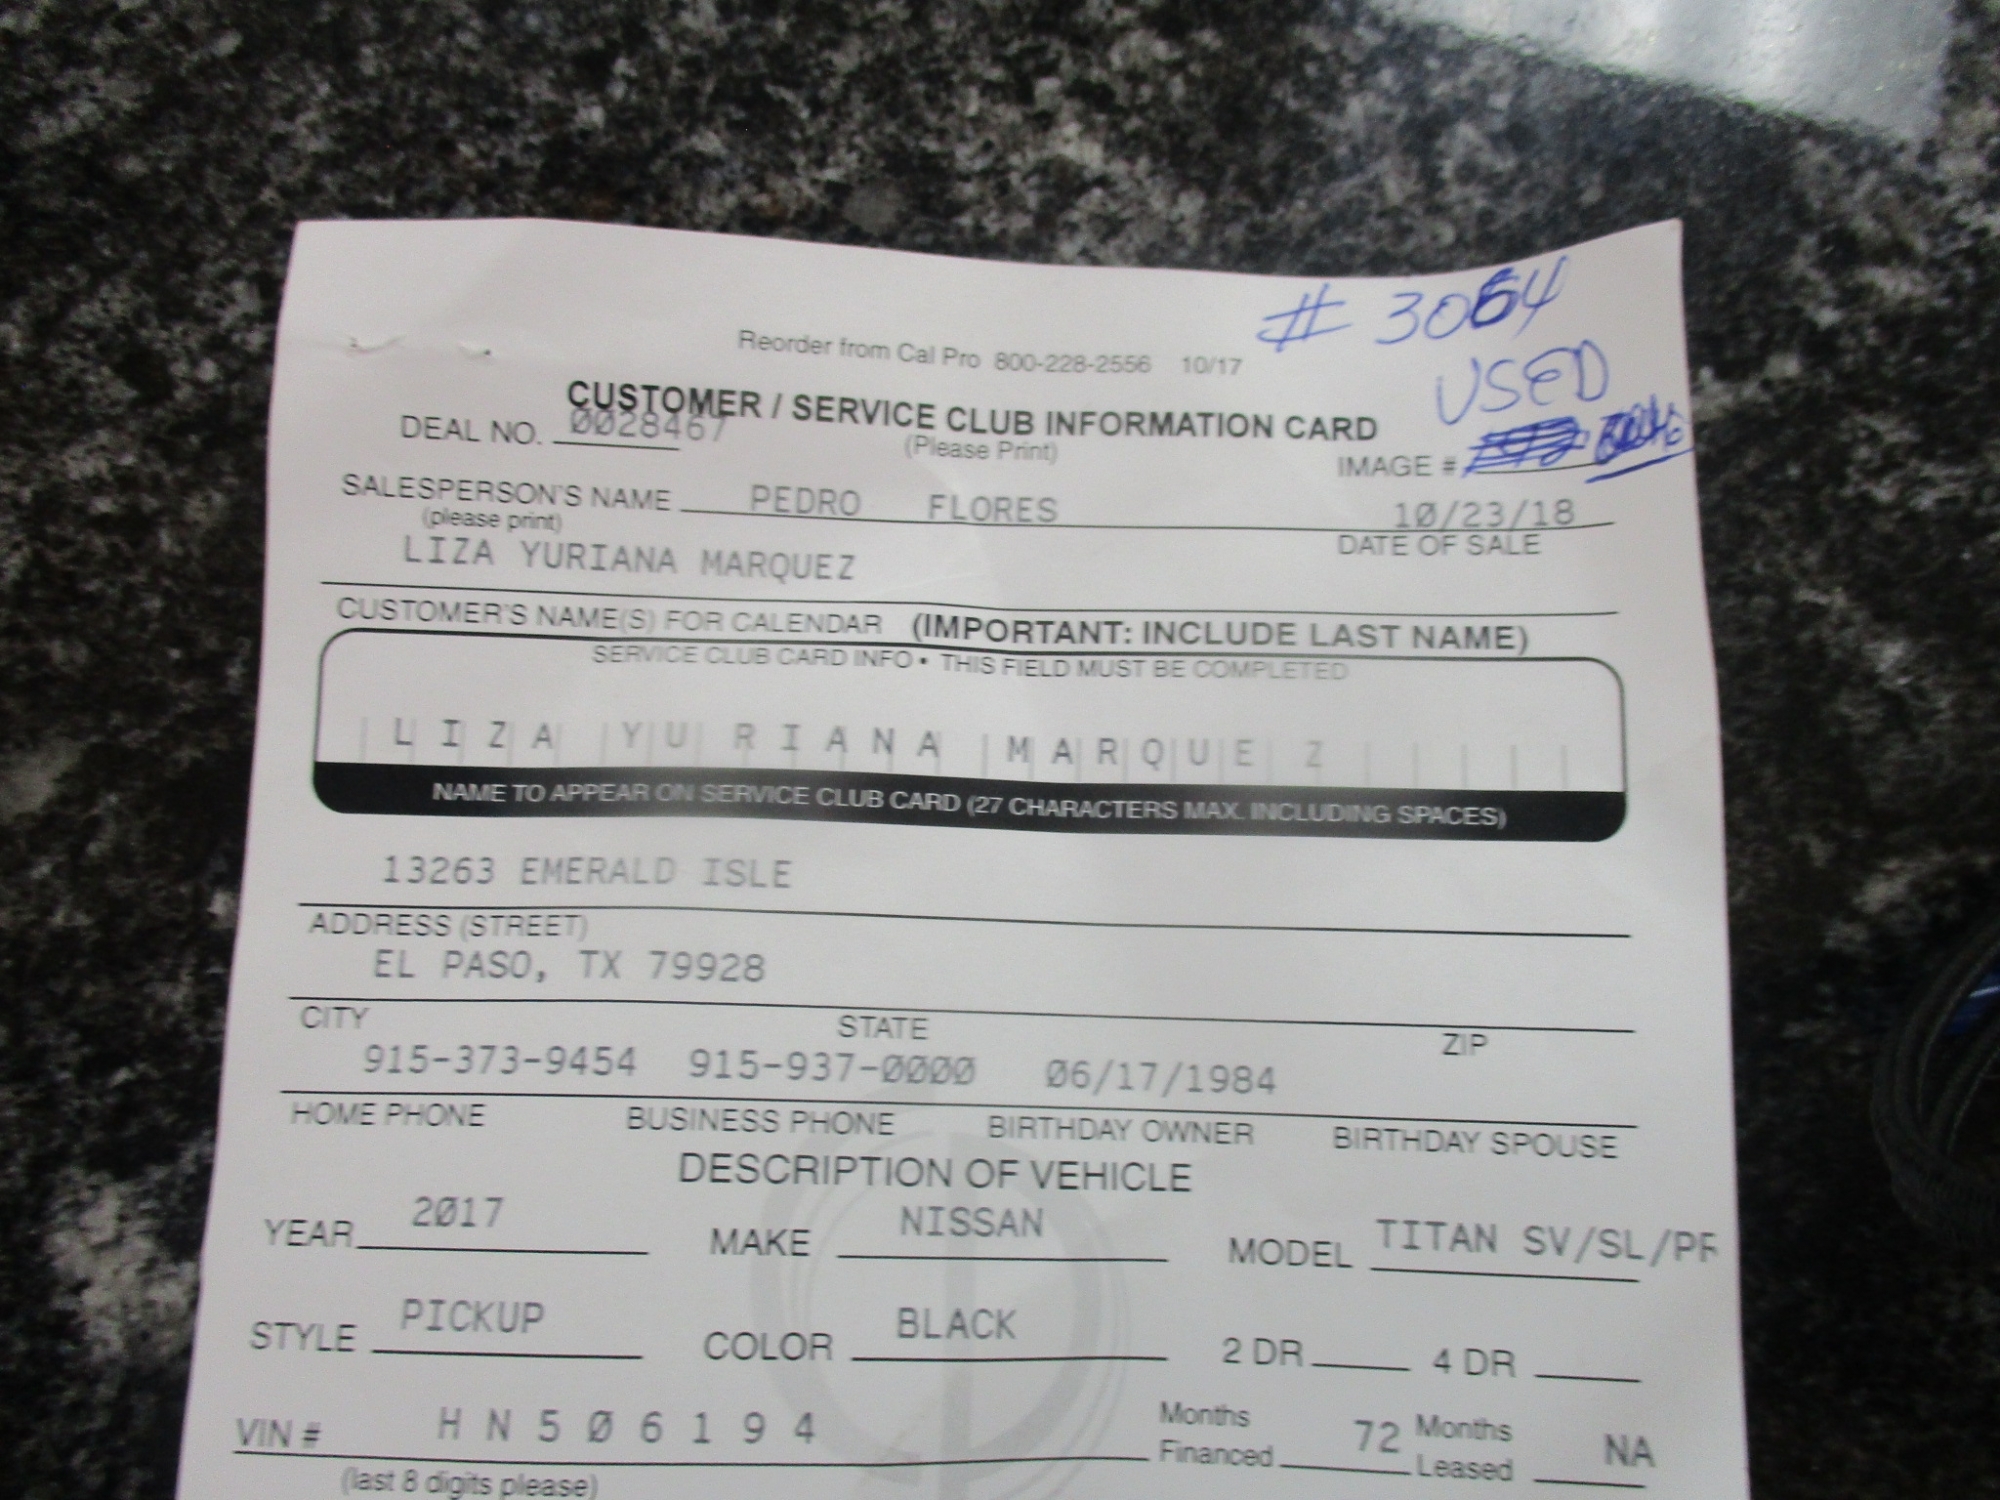 # 3064
Reorder from Cal Pro 800-228-2556 10/17
USED
CUSTOMER / SERVICE CLUB INFORMATION CARD
DEAL NO. 0028467
(Please Print)
IMAGE #
SALESPERSON'S NAME PEDRO FLORES 10/23/18
(please print) DATE OF SALE
LIZA YURIANA MARQUEZ
CUSTOMER'S NAME(S) FOR CALENDAR (IMPORTANT: INCLUDE LAST NAME)
SERVICE CLUB CARD INFO • THIS FIELD MUST BE COMPLETED
LIZA YURIANA MARQUEZ
NAME TO APPEAR ON SERVICE CLUB CARD (27 CHARACTERS MAX. INCLUDING SPACES)
13263 EMERALD ISLE
ADDRESS (STREET)
EL PASO, TX 79928
CITY STATE ZIP
915-373-9454 915-937-0000 06/17/1984
HOME PHONE BUSINESS PHONE BIRTHDAY OWNER BIRTHDAY SPOUSE
DESCRIPTION OF VEHICLE
YEAR 2017 MAKE NISSAN MODEL TITAN SV/SL/PR
STYLE PICKUP COLOR BLACK 2 DR 4 DR
VIN # HN506194 Months Financed 72 Months Leased NA
(last 8 digits please)